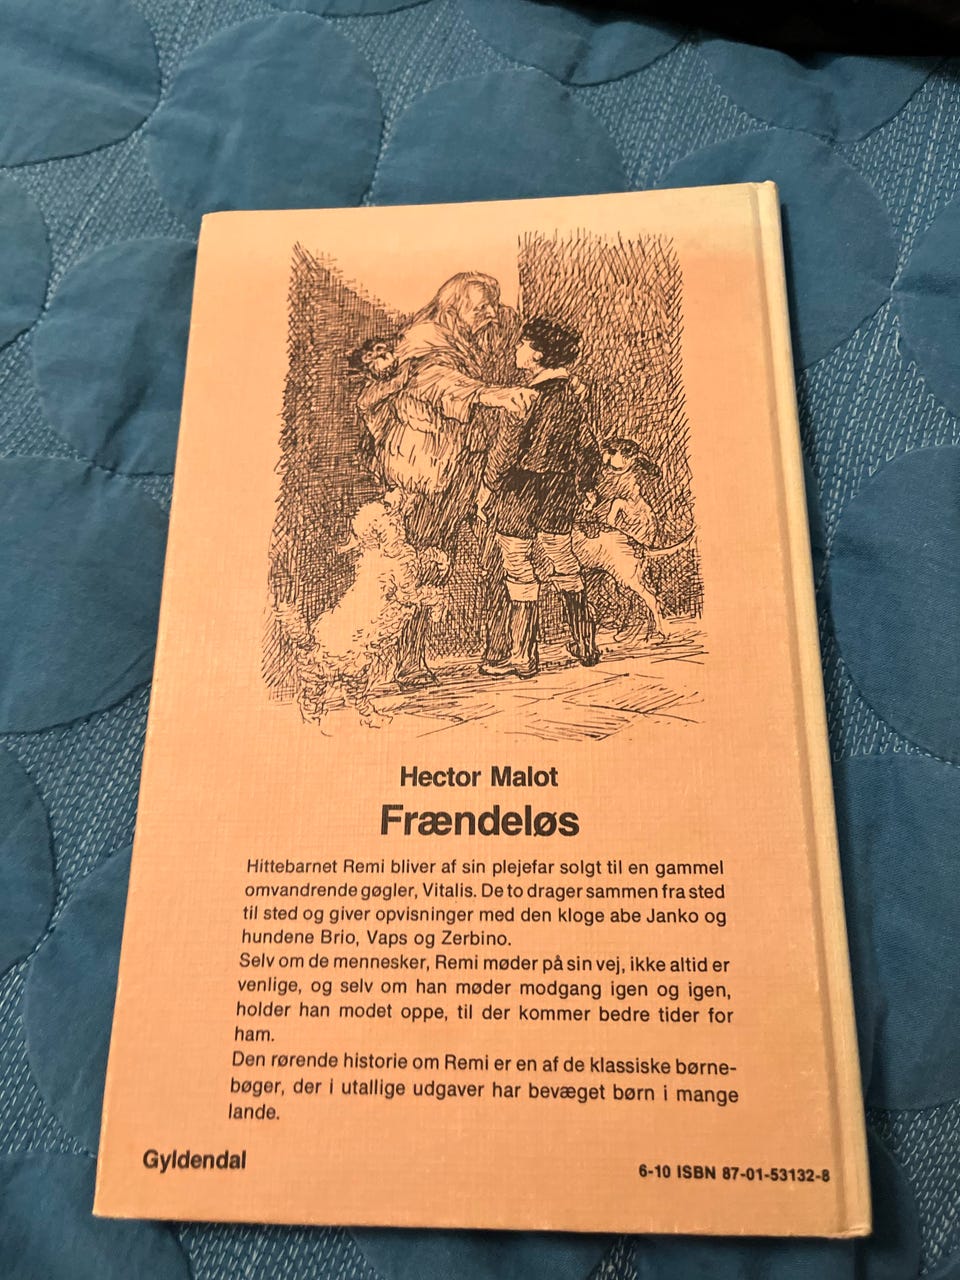 Hector Malot
Frændeløs
Hittebarnet Remi bliver af sin plejefar solgt til en gammel
omvandrende gøgler, Vitalis. De to drager sammen fra sted
til sted og giver opvisninger med den kloge abe Janko og
hundene Brio, Vaps og Zerbino.
Selv om de mennesker, Remi møder på sin vej, ikke altid er
venlige, og selv om han møder modgang igen og igen,
holder han modet oppe, til der kommer bedre tider for
ham.
Den rørende historie om Remi er en af de klassiske børne-
bøger, der i utallige udgaver har bevæget børn i mange
lande.
Gyldendal
6-10 ISBN 87-01-53132-8